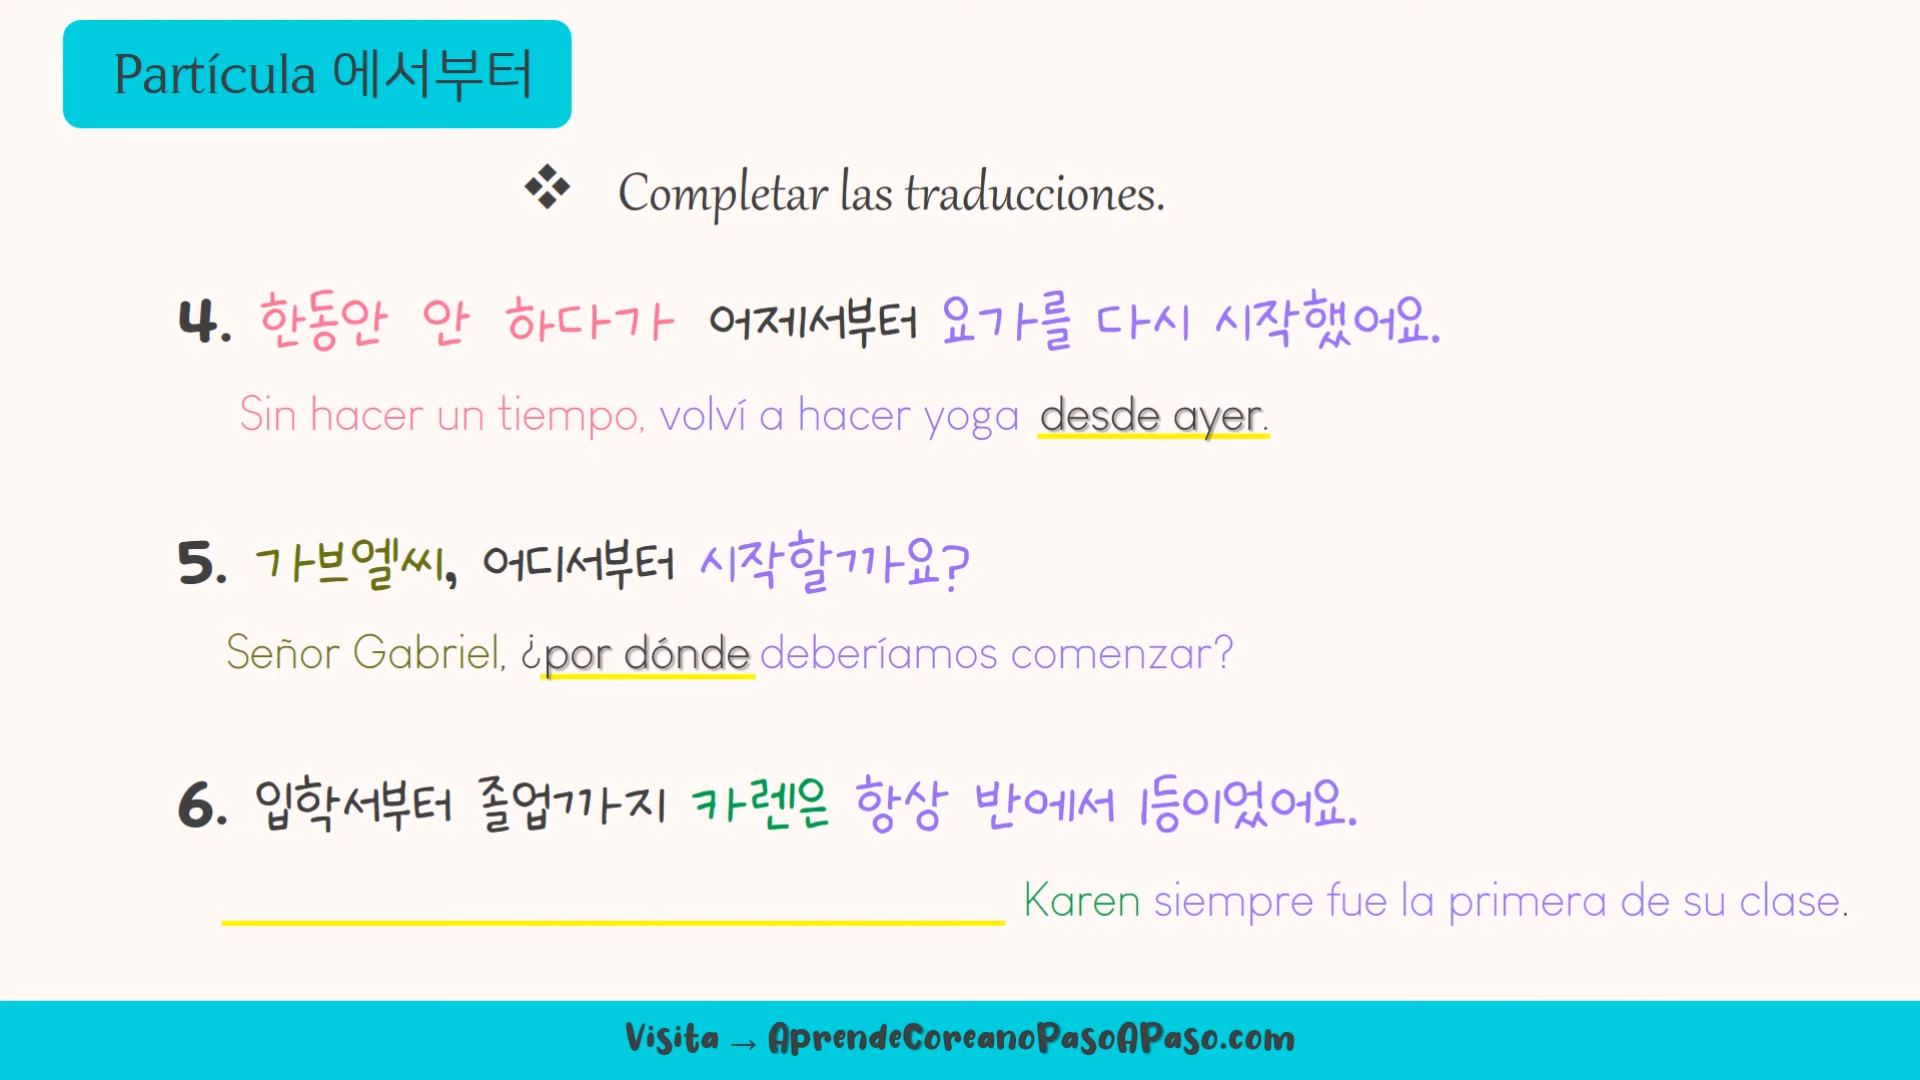 Partícula 에서부터
❖ Completar las traducciones.
4. 한동안 안 하다가 어제서부터 요가를 다시 시작했어요.
Sin hacer un tiempo, volví a hacer yoga desde ayer.
5. 가브엘씨, 어디서부터 시작할까요?
Señor Gabriel, ¿por dónde deberíamos comenzar?
6. 입학서부터 졸업까지 카렌은 항상 반에서 1등이었어요.
Karen siempre fue la primera de su clase.
Visita → AprendeCoreanoPasoAPaso.com